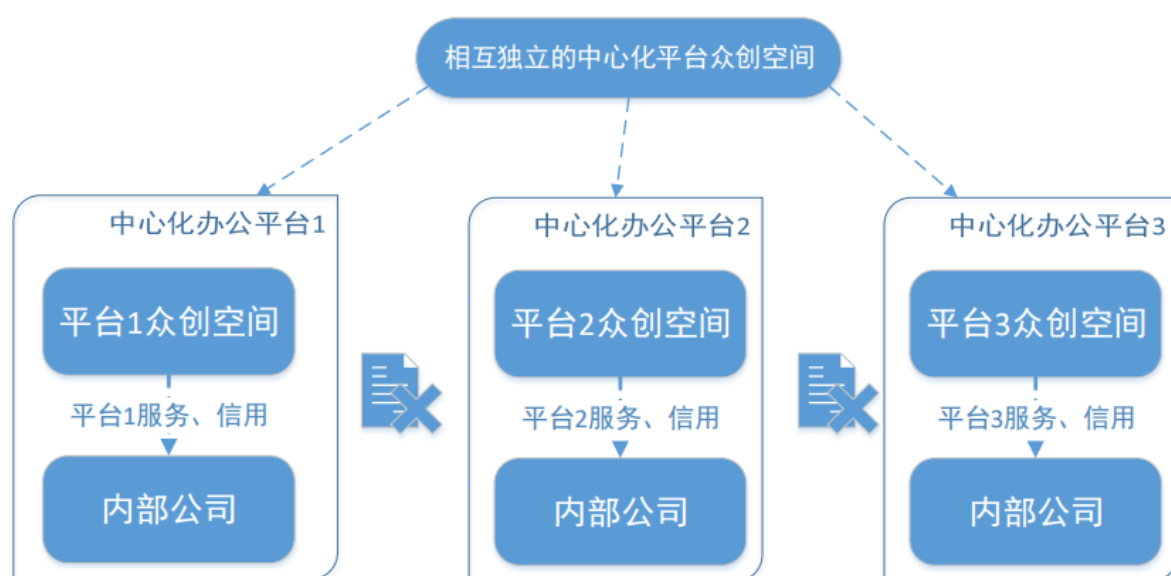 相互独立的中心化平台众创空间
中心化办公平台1
中心化办公平台2
中心化办公平台3
平台1众创空间
平台2众创空间
平台3众创空间
平台1服务、信用
平台2服务、信用
平台3服务、信用
内部公司
内部公司
内部公司